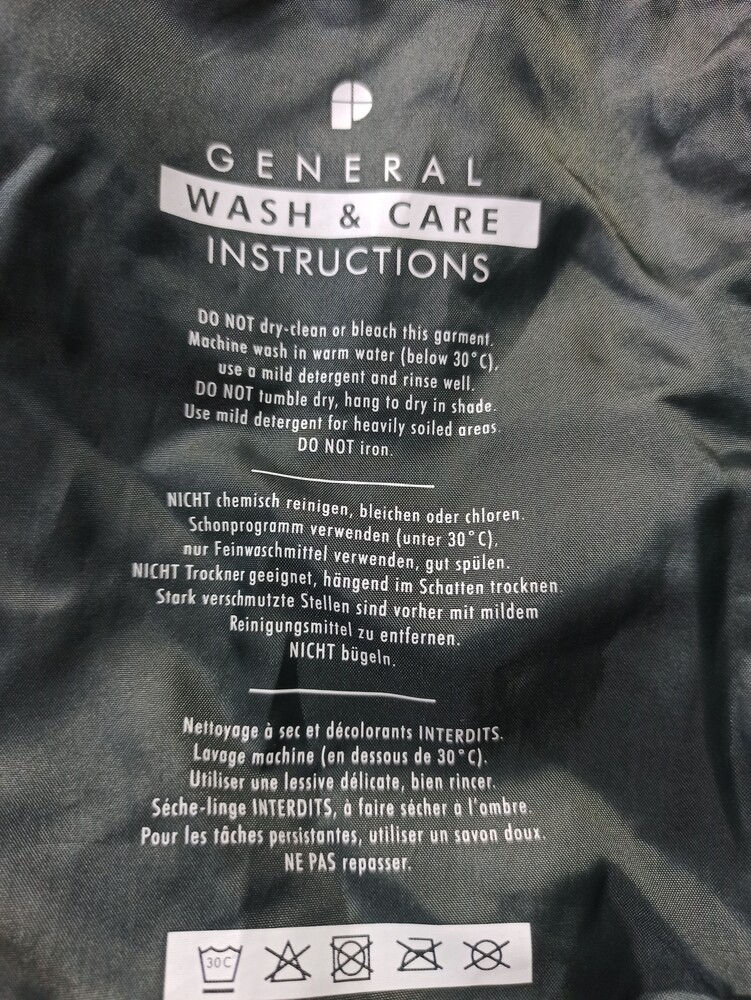 GENERAL
WASH & CARE
INSTRUCTIONS
DO NOT dry-clean or bleach this garment.
Machine wash in warm water (below 30°C),
use a mild detergent and rinse well.
DO NOT tumble dry, hang to dry in shade.
Use mild detergent for heavily soiled areas.
DO NOT iron.
NICHT chemisch reinigen, bleichen oder chloren.
Schonprogramm verwenden (unter 30°C),
nur Feinwaschmittel verwenden, gut spülen.
NICHT Trockner geeignet, hängend im Schatten trocknen.
Stark verschmutzte Stellen sind vorher mit mildem
Reinigungsmittel zu entfernen.
NICHT bügeln.
Nettoyage à sec et décolorants INTERDITS.
Lavage machine (en dessous de 30°C).
Utiliser une lessive délicate, bien rincer.
Séche-linge INTERDITS, à faire sécher à l'ombre.
Pour les tâches persistantes, utiliser un savon doux.
NE PAS repasser.
30C